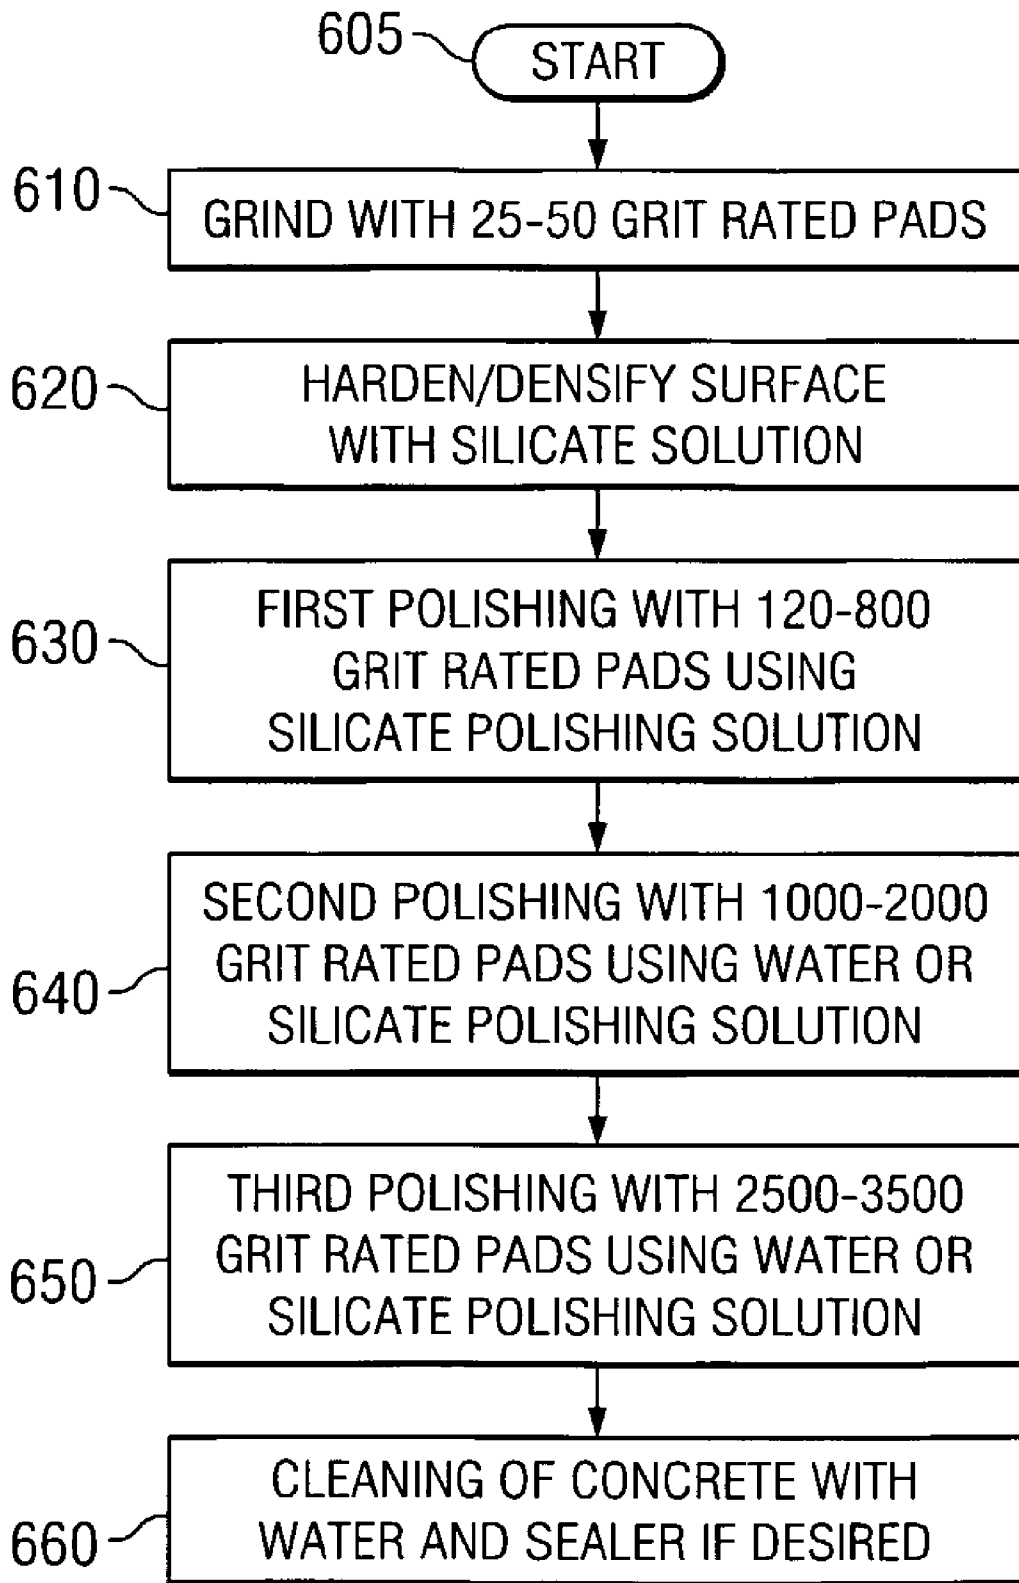 605
START
610
GRIND WITH 25-50 GRIT RATED PADS
620
HARDEN/DENSIFY SURFACE
WITH SILICATE SOLUTION
630
FIRST POLISHING WITH 120-800
GRIT RATED PADS USING
SILICATE POLISHING SOLUTION
640
SECOND POLISHING WITH 1000-2000
GRIT RATED PADS USING WATER OR
SILICATE POLISHING SOLUTION
650
THIRD POLISHING WITH 2500-3500
GRIT RATED PADS USING WATER OR
SILICATE POLISHING SOLUTION
660
CLEANING OF CONCRETE WITH
WATER AND SEALER IF DESIRED